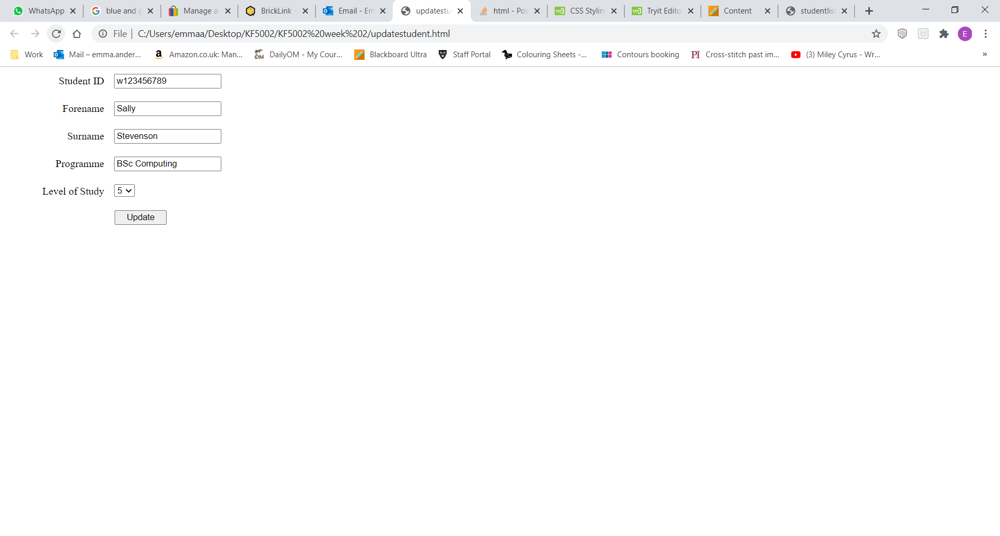 WhatsApp blue and g Manage a BrickLink - Email - Em updatestu html - Pos CSS Stylin Tryit Edito Content studentlist
File C:/Users/emmaa/Desktop/KF5002/KF5002%20week%202/updatestudent.html E
Work Mail – emma.ander... Amazon.co.uk: Man... DailyOM - My Cour... Blackboard Ultra Staff Portal Colouring Sheets -... Contours booking PI Cross-stitch past im... (3) Miley Cyrus - Wr... »
Student ID w123456789
Forename Sally
Surname Stevenson
Programme BSc Computing
Level of Study 5
Update